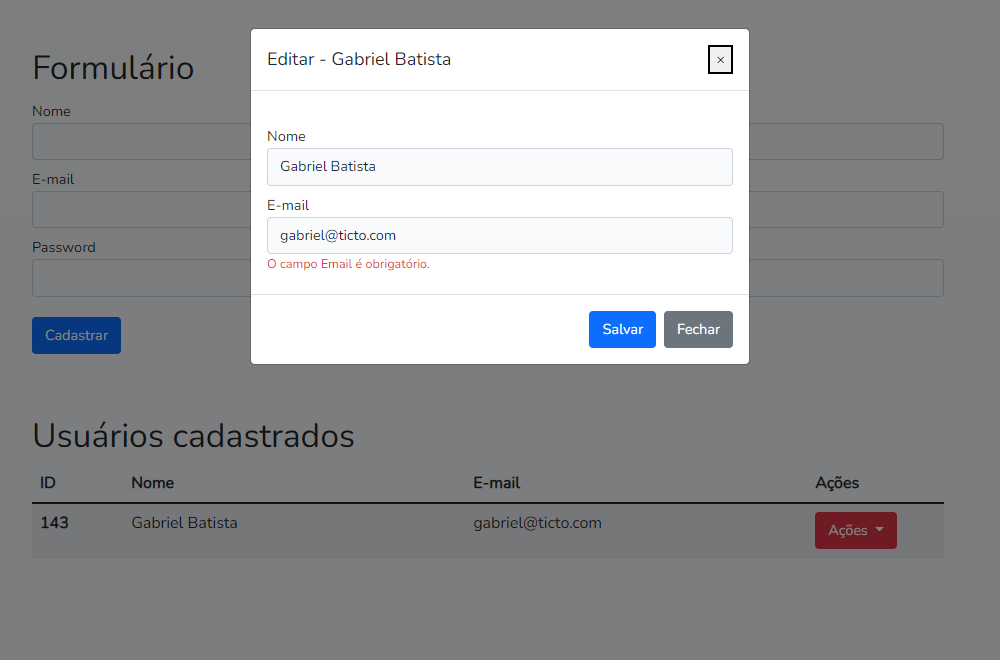 Formulário
Nome
E-mail
Password
Cadastrar
Editar - Gabriel Batista
×
Nome
Gabriel Batista
E-mail
gabriel@ticto.com
O campo Email é obrigatório.
Salvar Fechar
Usuários cadastrados
ID Nome E-mail Ações
143 Gabriel Batista gabriel@ticto.com Ações